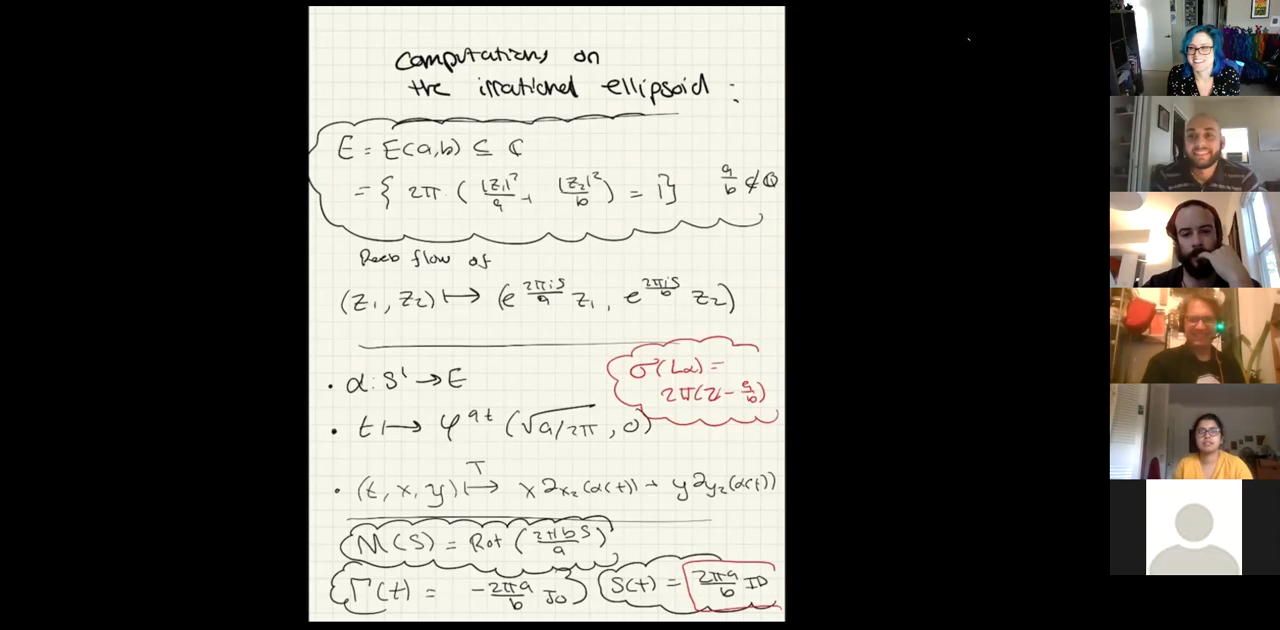 computations on
the irrational ellipsoid :
E = E(a,b) ⊆ ℂ
= { 2π ( |z₁|²/a + |z₂|²/b ) = 1} a/b ∉ ℚ
Reeb flow of
(z₁, z₂) ↦ (e^{2πis/a} z₁, e^{2πis/b} z₂)
σ(Lα) =
2π(ℤ - a/b)
• α: S¹ → E
• t ↦ φ^{at} (√a/2π, 0)
• (t, x, y) ↦^T x∂x₂(α(t)) + y∂y₂(α(t))
M(S) = Rot (2πbS/a)
Γ(t) = -2πa/b J₀ S(t) = 2πa/b ID